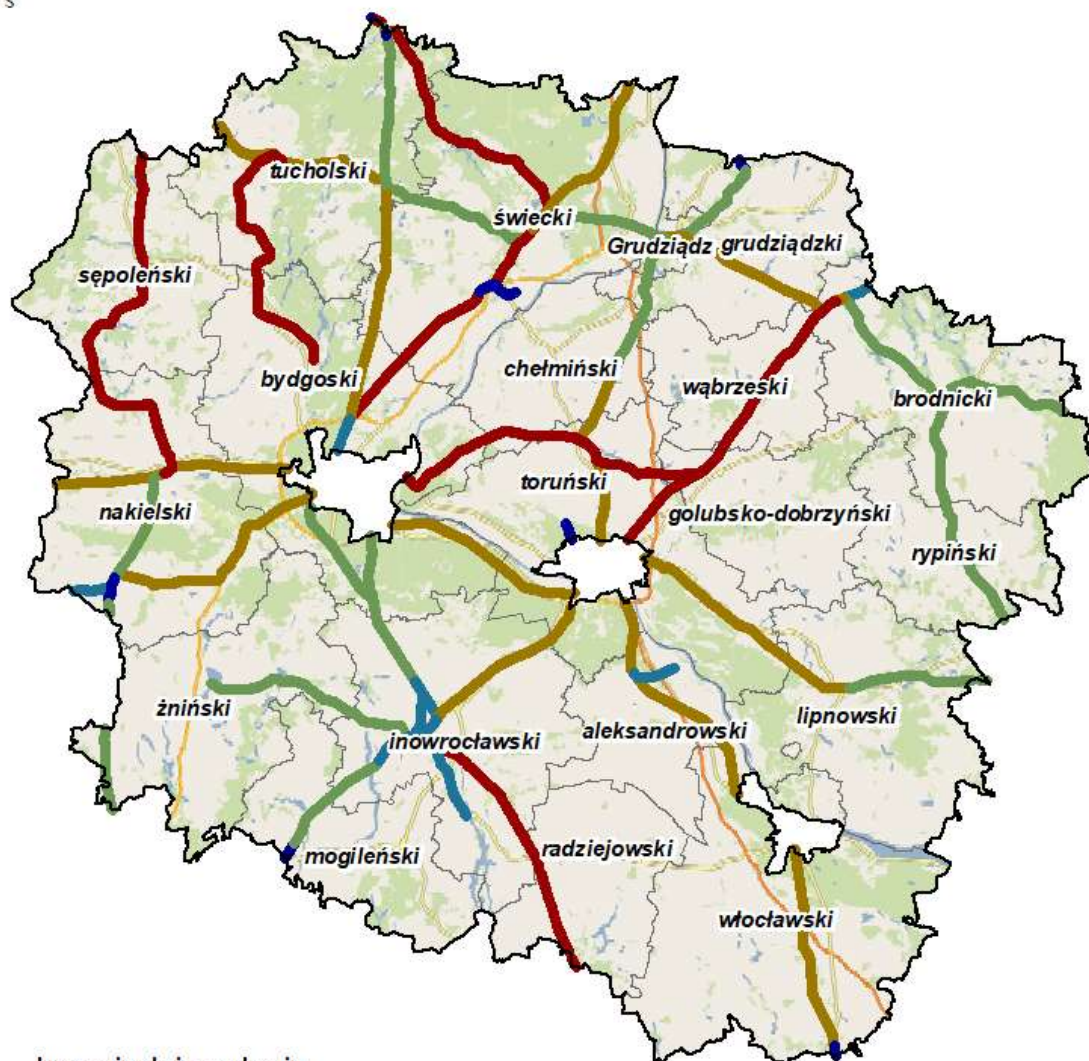 tucholski
świecki
Grudziądz grudziądzki
sępoleński
chełmiński
wąbrzeski
bydgoski
brodnicki
toruński
nakielski
golubsko-dobrzyński
rypiński
żniński
lipnowski
inowrocławski
aleksandrowski
mogileński
radziejowski
włocławski